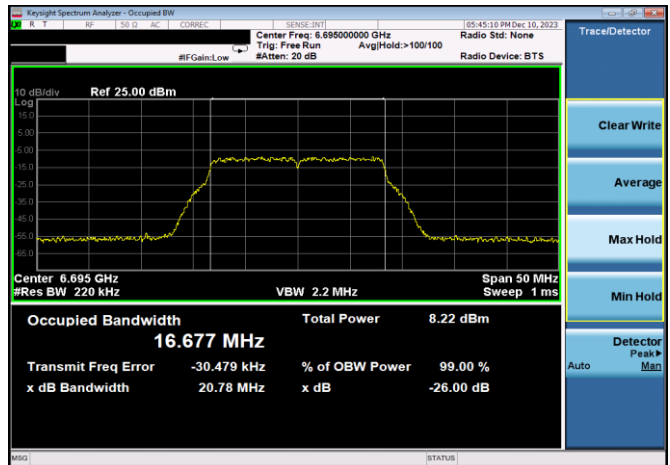 Keysight Spectrum Analyzer - Occupied BW
R T RF 50 Ω AC CORREC SENSE:INT 05:45:10 PM Dec 10, 2023
Center Freq: 6.695000000 GHz Radio Std: None
Trig: Free Run Avg|Hold:>100/100
#IFGain:Low #Atten: 20 dB Radio Device: BTS
Trace/Detector
10 dB/div Ref 25.00 dBm
Log
15.0
5.00
-5.00
-15.0
-25.0
-35.0
-45.0
-55.0
-65.0
Center 6.695 GHz Span 50 MHz
#Res BW 220 kHz VBW 2.2 MHz Sweep 1 ms
Occupied Bandwidth Total Power 8.22 dBm
16.677 MHz
Transmit Freq Error -30.479 kHz % of OBW Power 99.00 %
x dB Bandwidth 20.78 MHz x dB -26.00 dB
Clear Write
Average
Max Hold
Min Hold
Detector
Peak▶
Auto Man
MSG STATUS